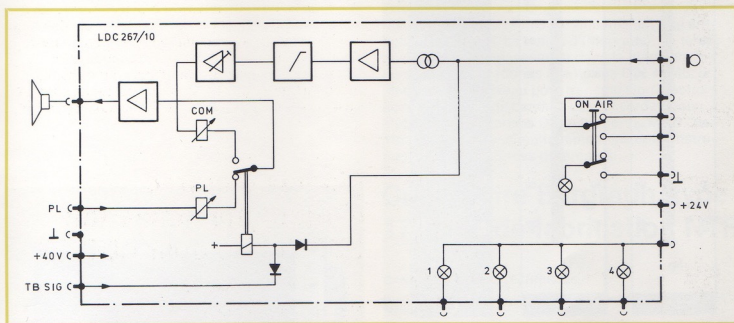 LDC 267/10
COM
ON AIR
PL
PL
+24V
+
+40V
TB SIG
1
2
3
4